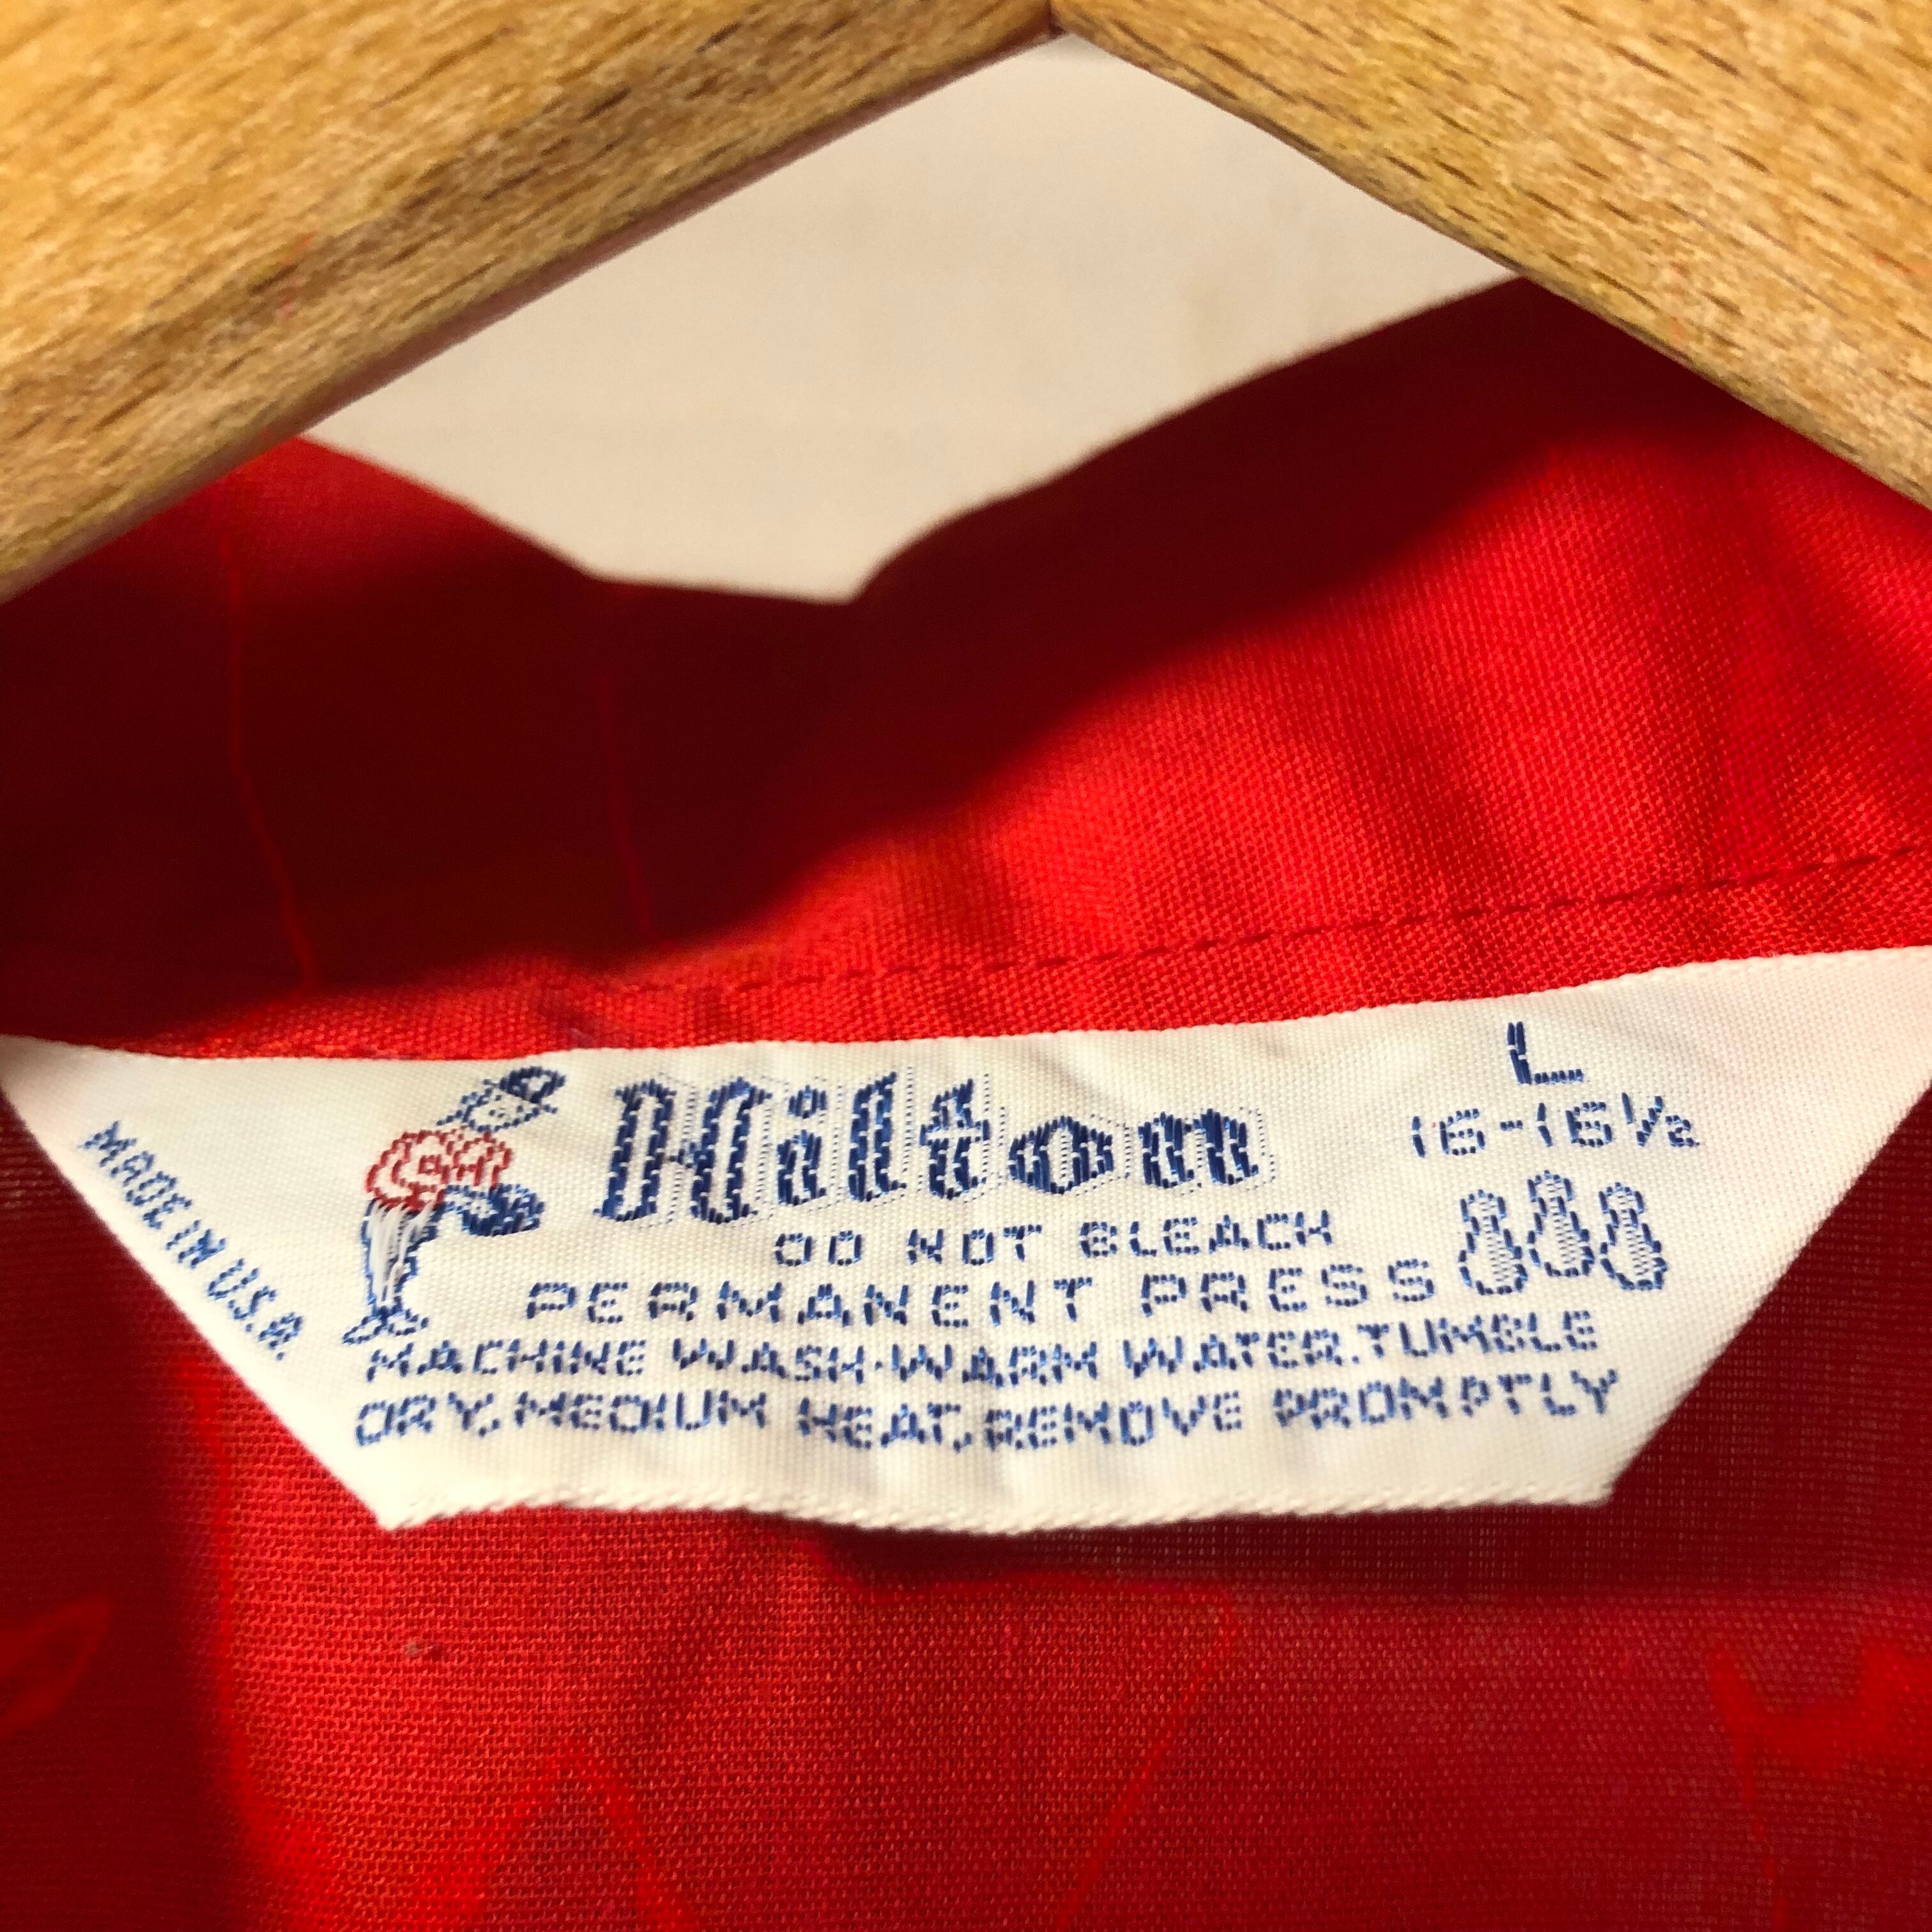 MADE IN U.S.A.
Hilton
L
16-16½
DO NOT BLEACH
PERMANENT PRESS
MACHINE WASH-WARM WATER. TUMBLE
DRY, MEDIUM HEAT, REMOVE PROMPTLY